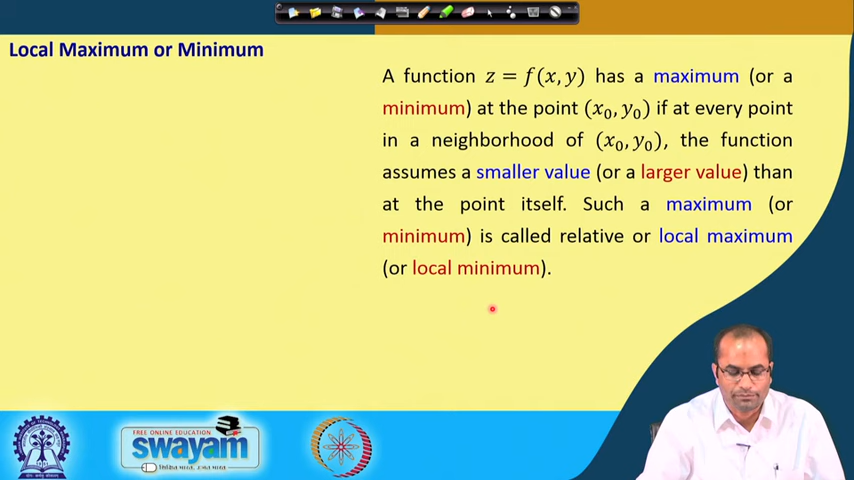 Local Maximum or Minimum
A function z = f(x, y) has a maximum (or a
minimum) at the point (x₀, y₀) if at every point
in a neighborhood of (x₀, y₀), the function
assumes a smaller value (or a larger value) than
at the point itself. Such a maximum (or
minimum) is called relative or local maximum
(or local minimum).
FREE ONLINE EDUCATION
swayam